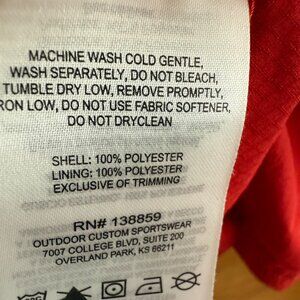 MACHINE WASH COLD GENTLE,
WASH SEPARATELY, DO NOT BLEACH,
TUMBLE DRY LOW, REMOVE PROMPTLY,
RON LOW, DO NOT USE FABRIC SOFTENER,
DO NOT DRYCLEAN
SHELL: 100% POLYESTER
LINING: 100% POLYESTER
EXCLUSIVE OF TRIMMING
RN# 138859
OUTDOOR CUSTOM SPORTSWEAR
7007 COLLEGE BLVD, SUITE 200
OVERLAND PARK, KS 66211